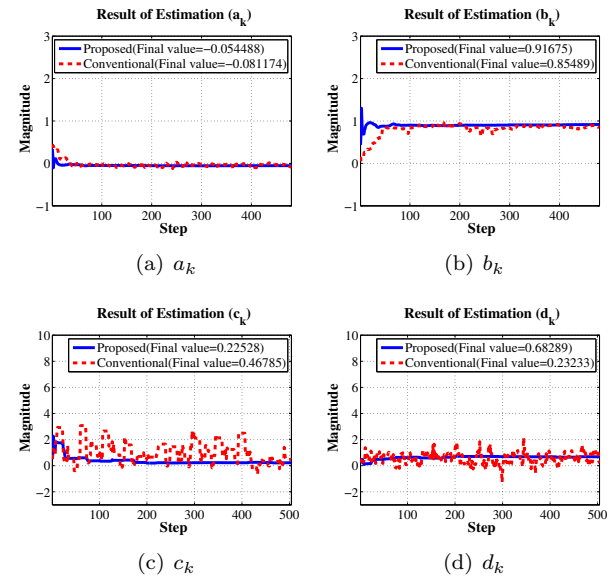 Result of Estimation (a_k)
Proposed(Final value=−0.054488)
Conventional(Final value=−0.081174)
Magnitude
3
2
1
0
−1
100 200 300 400
Step
(a) a_k
Result of Estimation (b_k)
Proposed(Final value=0.91675)
Conventional(Final value=0.85489)
Magnitude
3
2
1
0
−1
100 200 300 400
Step
(b) b_k
Result of Estimation (c_k)
Proposed(Final value=0.22528)
Conventional(Final value=0.46785)
Magnitude
10
8
6
4
2
0
−2
100 200 300 400 500
Step
(c) c_k
Result of Estimation (d_k)
Proposed(Final value=0.68289)
Conventional(Final value=0.23233)
Magnitude
10
8
6
4
2
0
−2
100 200 300 400 500
Step
(d) d_k